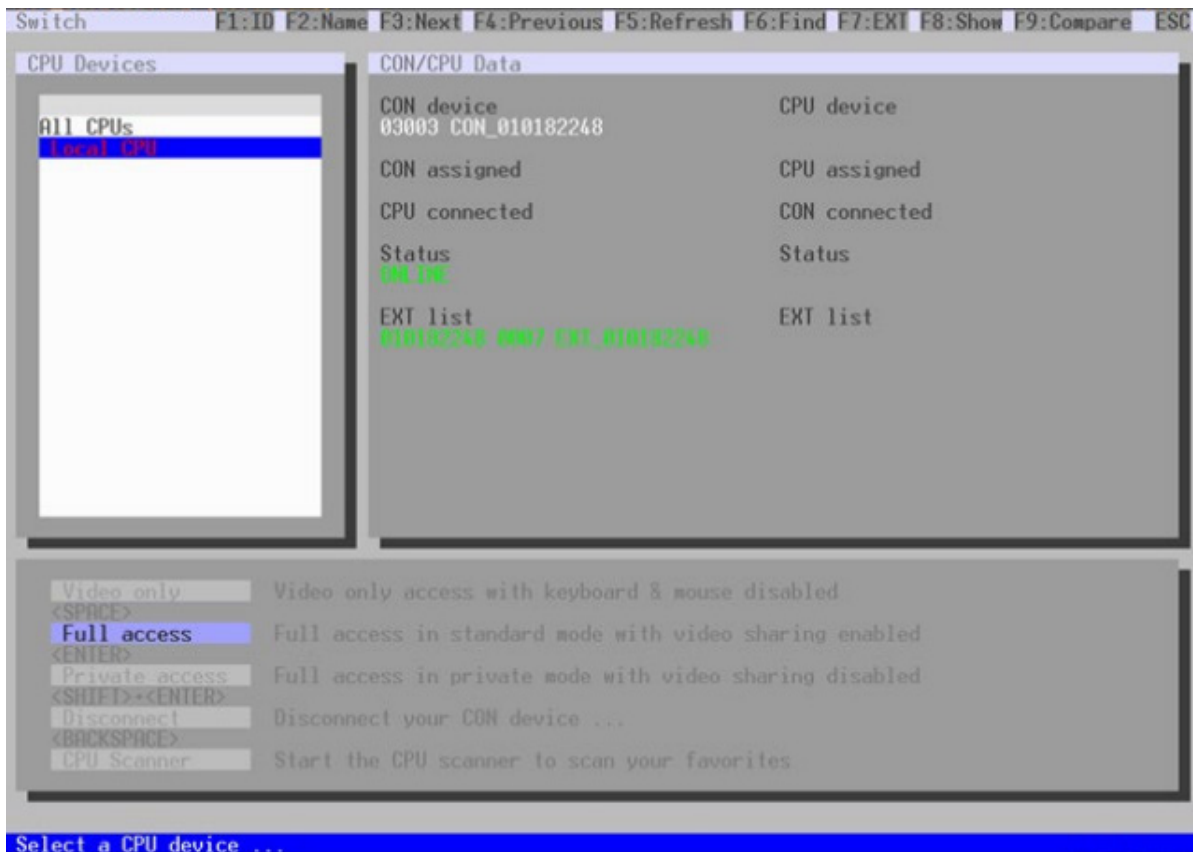 Switch F1:ID F2:Name F3:Next F4:Previous F5:Refresh F6:Find F7:EXT F8:Show F9:Compare ESC
CPU Devices
All CPUs
Local CPU
CON/CPU Data
CON device CPU device
03003 CON_010182248
CON assigned CPU assigned
CPU connected CON connected
Status Status
ONLINE
EXT list EXT list
010182248 0007 EXT_010182248
Video only Video only access with keyboard & mouse disabled
<SPACE>
Full access Full access in standard mode with video sharing enabled
<ENTER>
Private access Full access in private mode with video sharing disabled
<SHIFT>+<ENTER>
Disconnect Disconnect your CON device ...
<BACKSPACE>
CPU Scanner Start the CPU scanner to scan your favorites
Select a CPU device ...